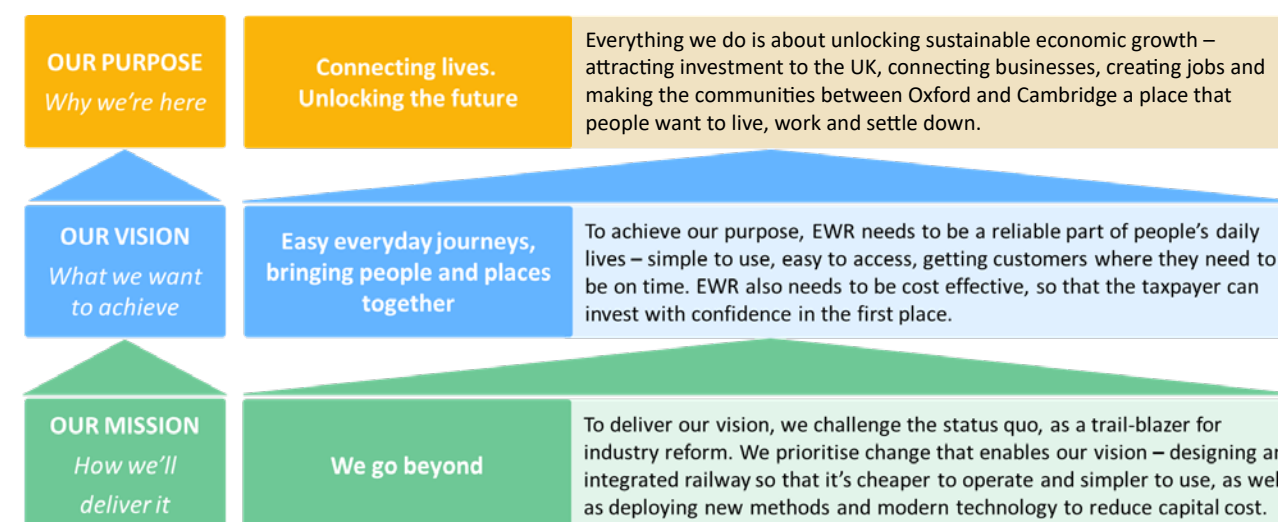 OUR PURPOSE
Why we're here
Connecting lives.
Unlocking the future
Everything we do is about unlocking sustainable economic growth –
attracting investment to the UK, connecting businesses, creating jobs and
making the communities between Oxford and Cambridge a place that
people want to live, work and settle down.
OUR VISION
What we want
to achieve
Easy everyday journeys,
bringing people and places
together
To achieve our purpose, EWR needs to be a reliable part of people's daily
lives – simple to use, easy to access, getting customers where they need to
be on time. EWR also needs to be cost effective, so that the taxpayer can
invest with confidence in the first place.
OUR MISSION
How we'll
deliver it
We go beyond
To deliver our vision, we challenge the status quo, as a trail-blazer for
industry reform. We prioritise change that enables our vision – designing an
integrated railway so that it's cheaper to operate and simpler to use, as well
as deploying new methods and modern technology to reduce capital cost.